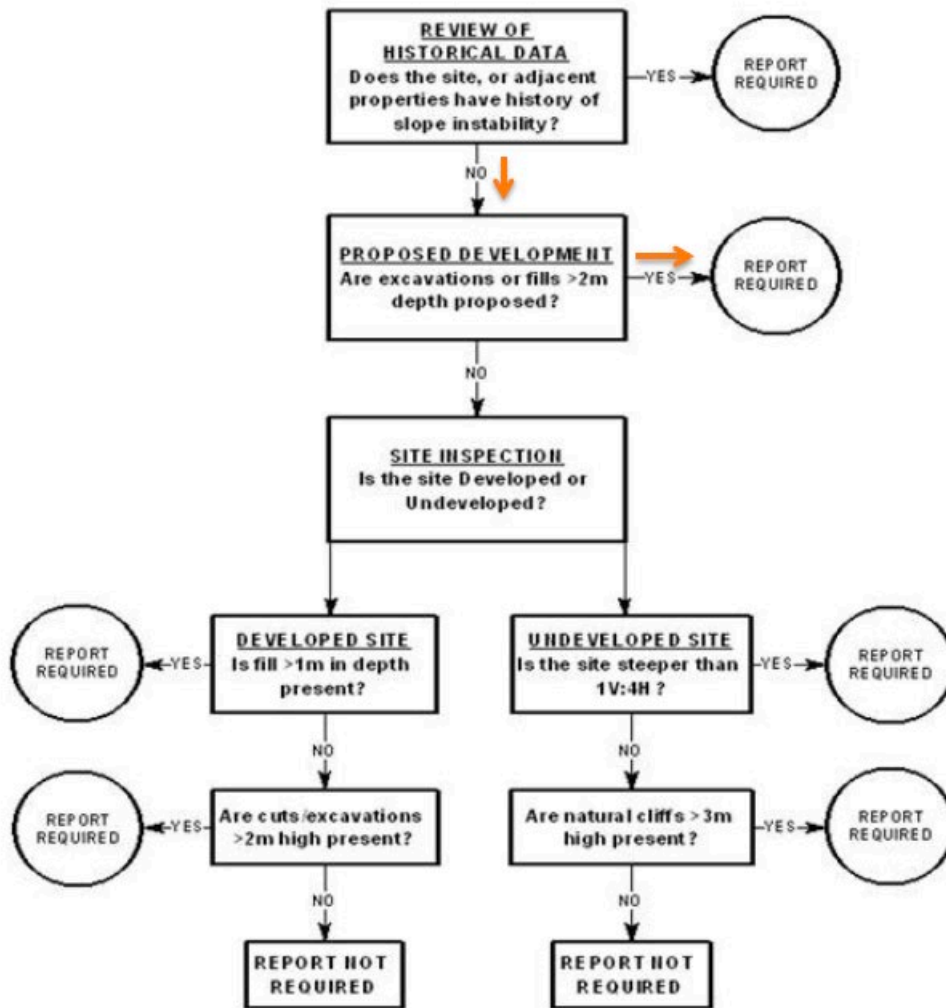 REVIEW OF
HISTORICAL DATA
Does the site, or adjacent
properties have history of
slope instability?
YES
REPORT
REQUIRED
NO
PROPOSED DEVELOPMENT
Are excavations or fills >2m
depth proposed?
YES
REPORT
REQUIRED
NO
SITE INSPECTION
Is the site Developed or
Undeveloped?
DEVELOPED SITE
Is fill >1m in depth
present?
YES
REPORT
REQUIRED
UNDEVELOPED SITE
Is the site steeper than
1V:4H ?
YES
REPORT
REQUIRED
NO
NO
Are cuts/excavations
>2m high present?
YES
REPORT
REQUIRED
Are natural cliffs >3m
high present?
YES
REPORT
REQUIRED
NO
NO
REPORT NOT
REQUIRED
REPORT NOT
REQUIRED